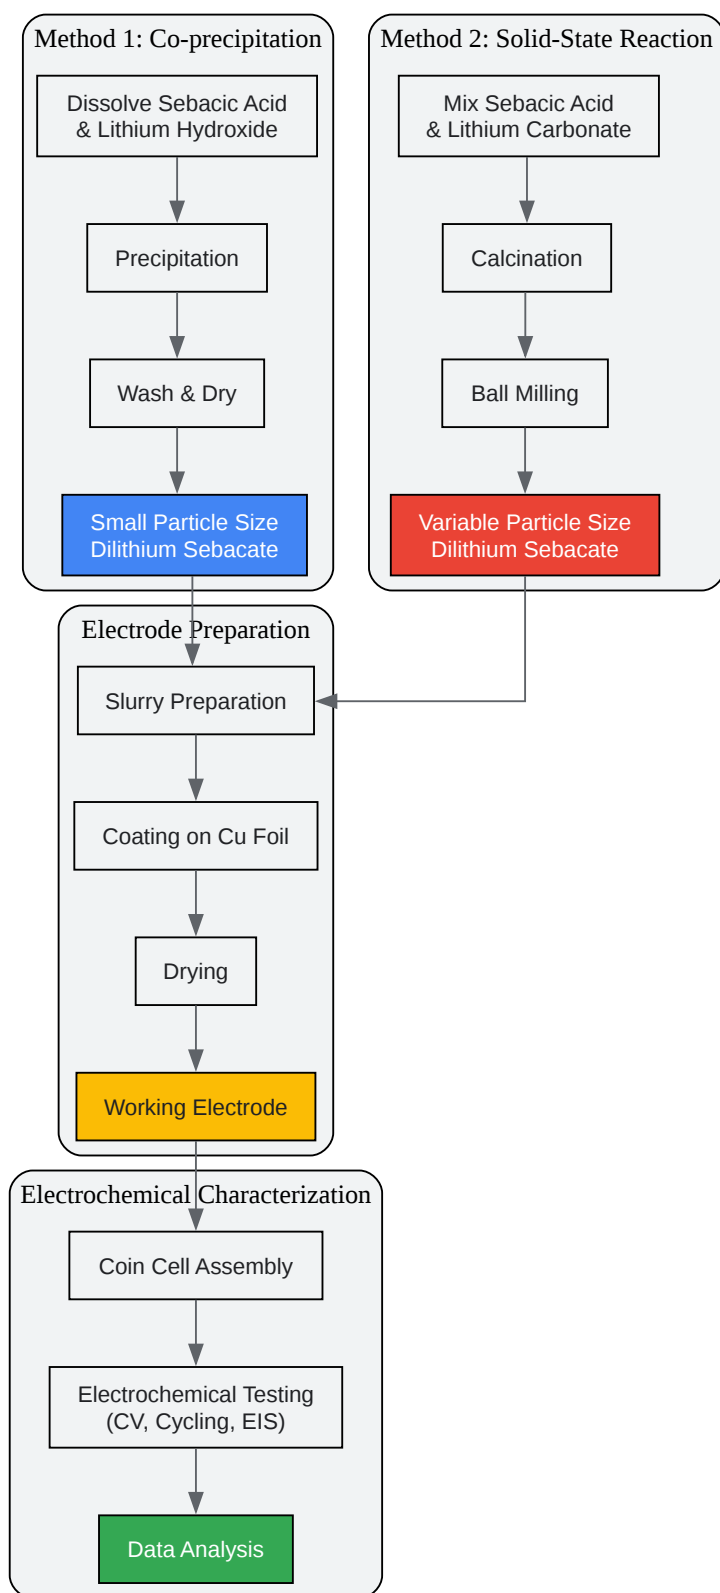 Method 1: Co-precipitation
Dissolve Sebacic Acid
& Lithium Hydroxide
Precipitation
Wash & Dry
Small Particle Size
Dilithium Sebacate
Method 2: Solid-State Reaction
Mix Sebacic Acid
& Lithium Carbonate
Calcination
Ball Milling
Variable Particle Size
Dilithium Sebacate
Electrode Preparation
Slurry Preparation
Coating on Cu Foil
Drying
Working Electrode
Electrochemical Characterization
Coin Cell Assembly
Electrochemical Testing
(CV, Cycling, EIS)
Data Analysis